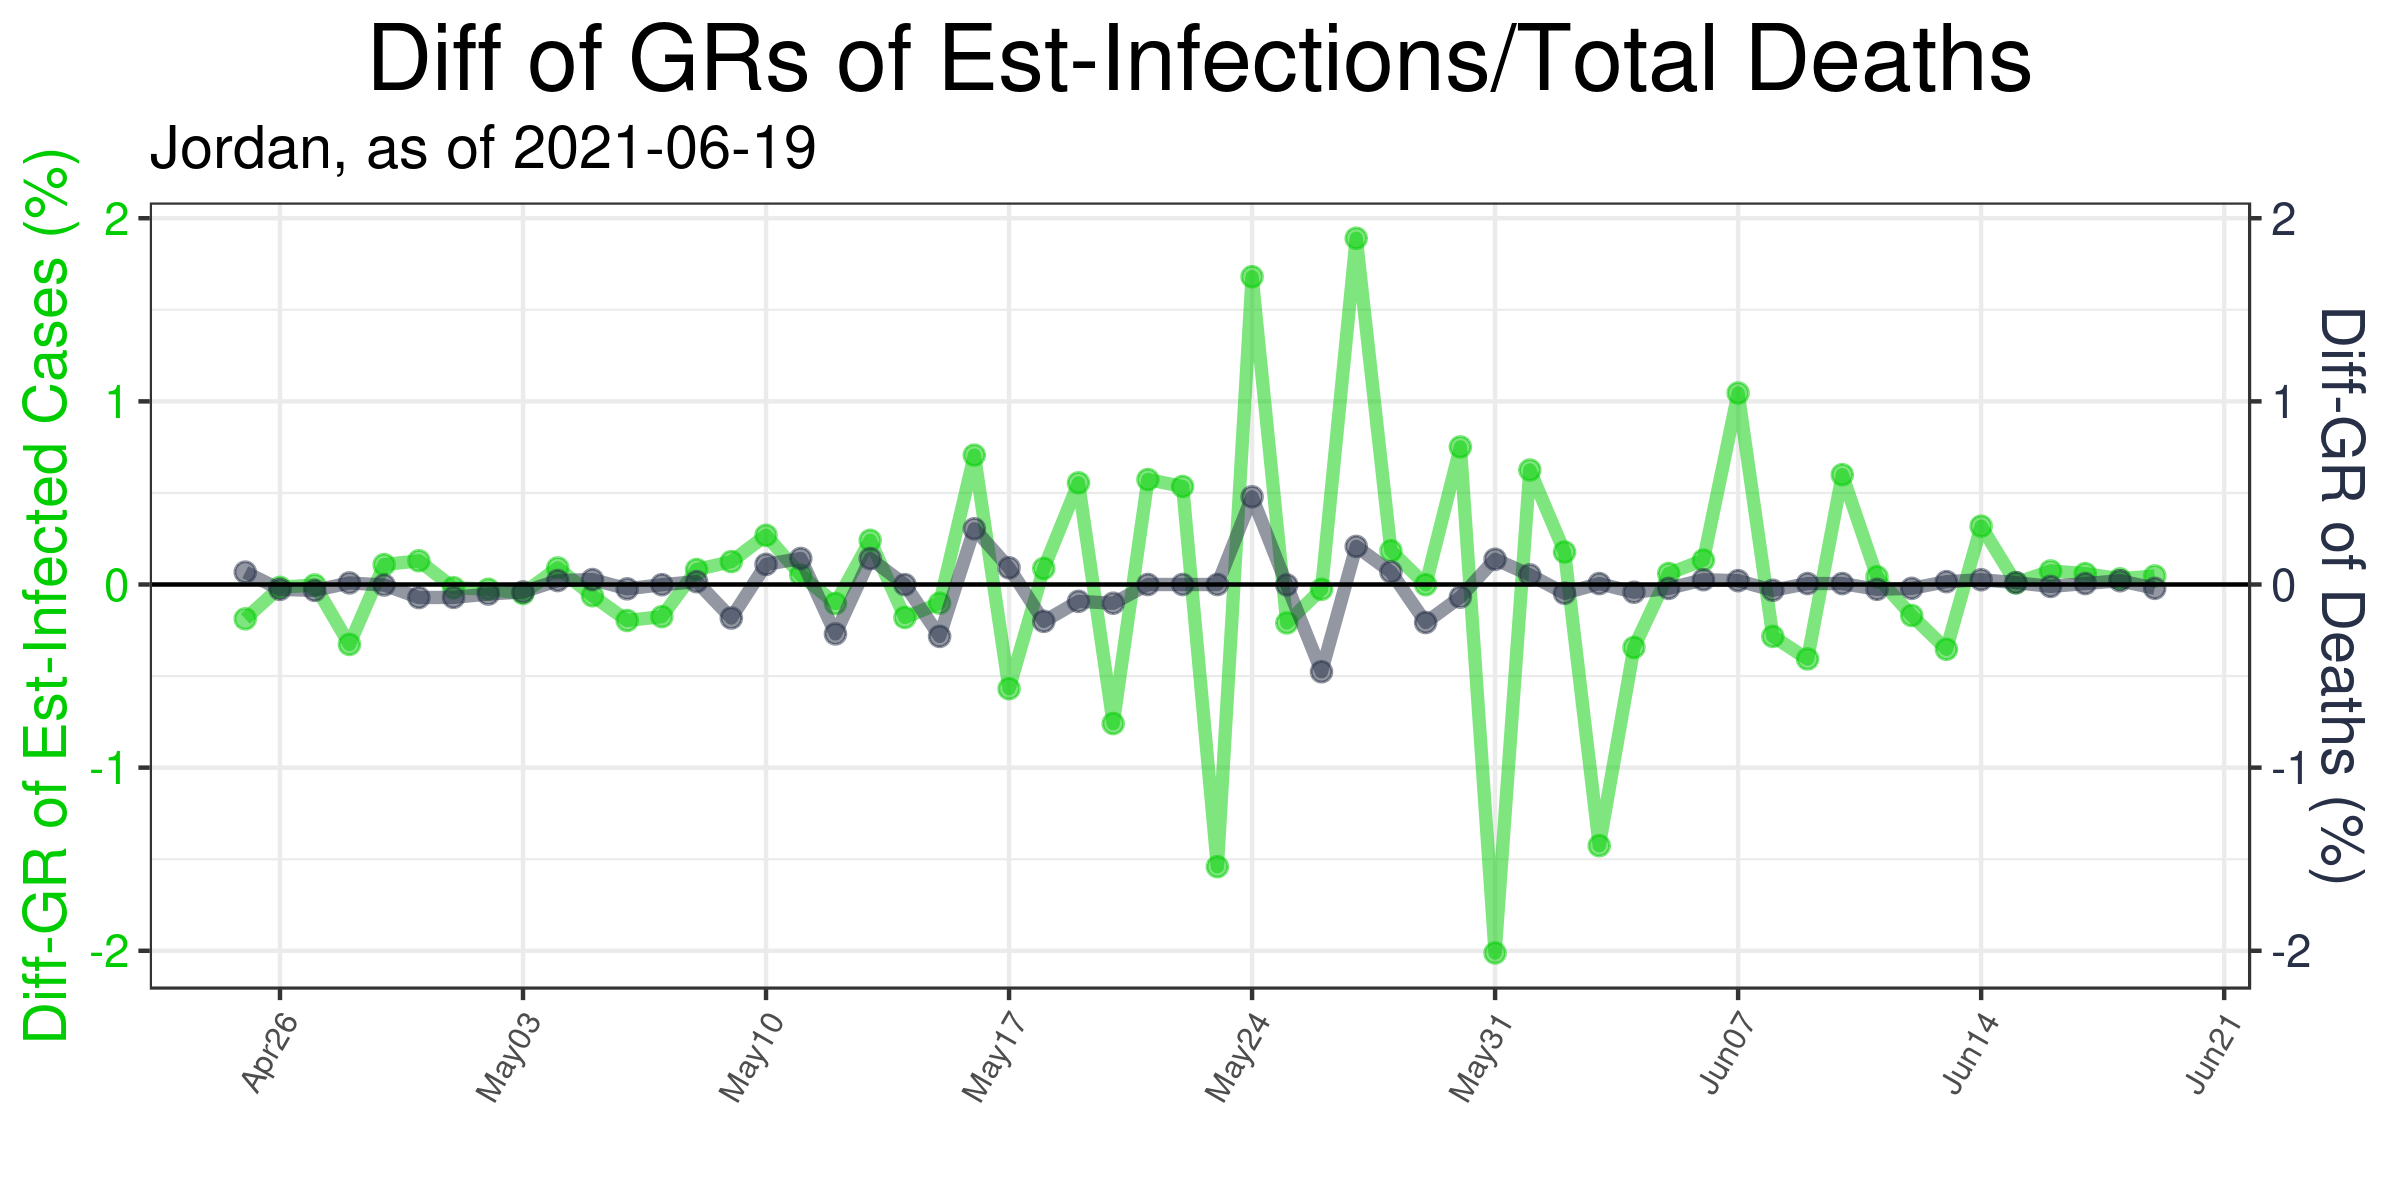 Diff of GRs of Est-Infections/Total Deaths
Jordan, as of 2021-06-19
Diff-GR of Est-Infected Cases (%)
2
1
0
-1
-2
2
1
0
-1
-2
Diff-GR of Deaths (%)
Apr26
May03
May10
May17
May24
May31
Jun07
Jun14
Jun21